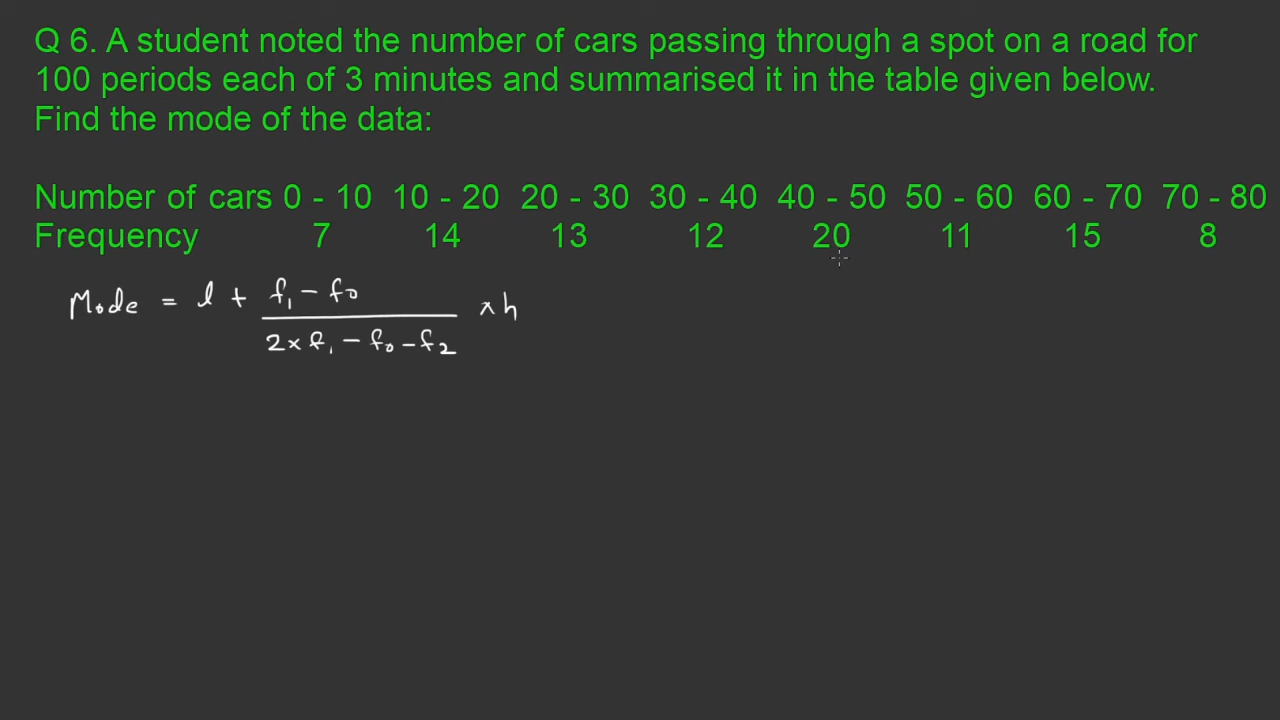 Q 6. A student noted the number of cars passing through a spot on a road for
100 periods each of 3 minutes and summarised it in the table given below.
Find the mode of the data:
Number of cars 0 - 10 10 - 20 20 - 30 30 - 40 40 - 50 50 - 60 60 - 70 70 - 80
Frequency 7 14 13 12 20 11 15 8
Mode = l + f₁ - f₀ / 2 × f₁ - f₀ - f₂ × h